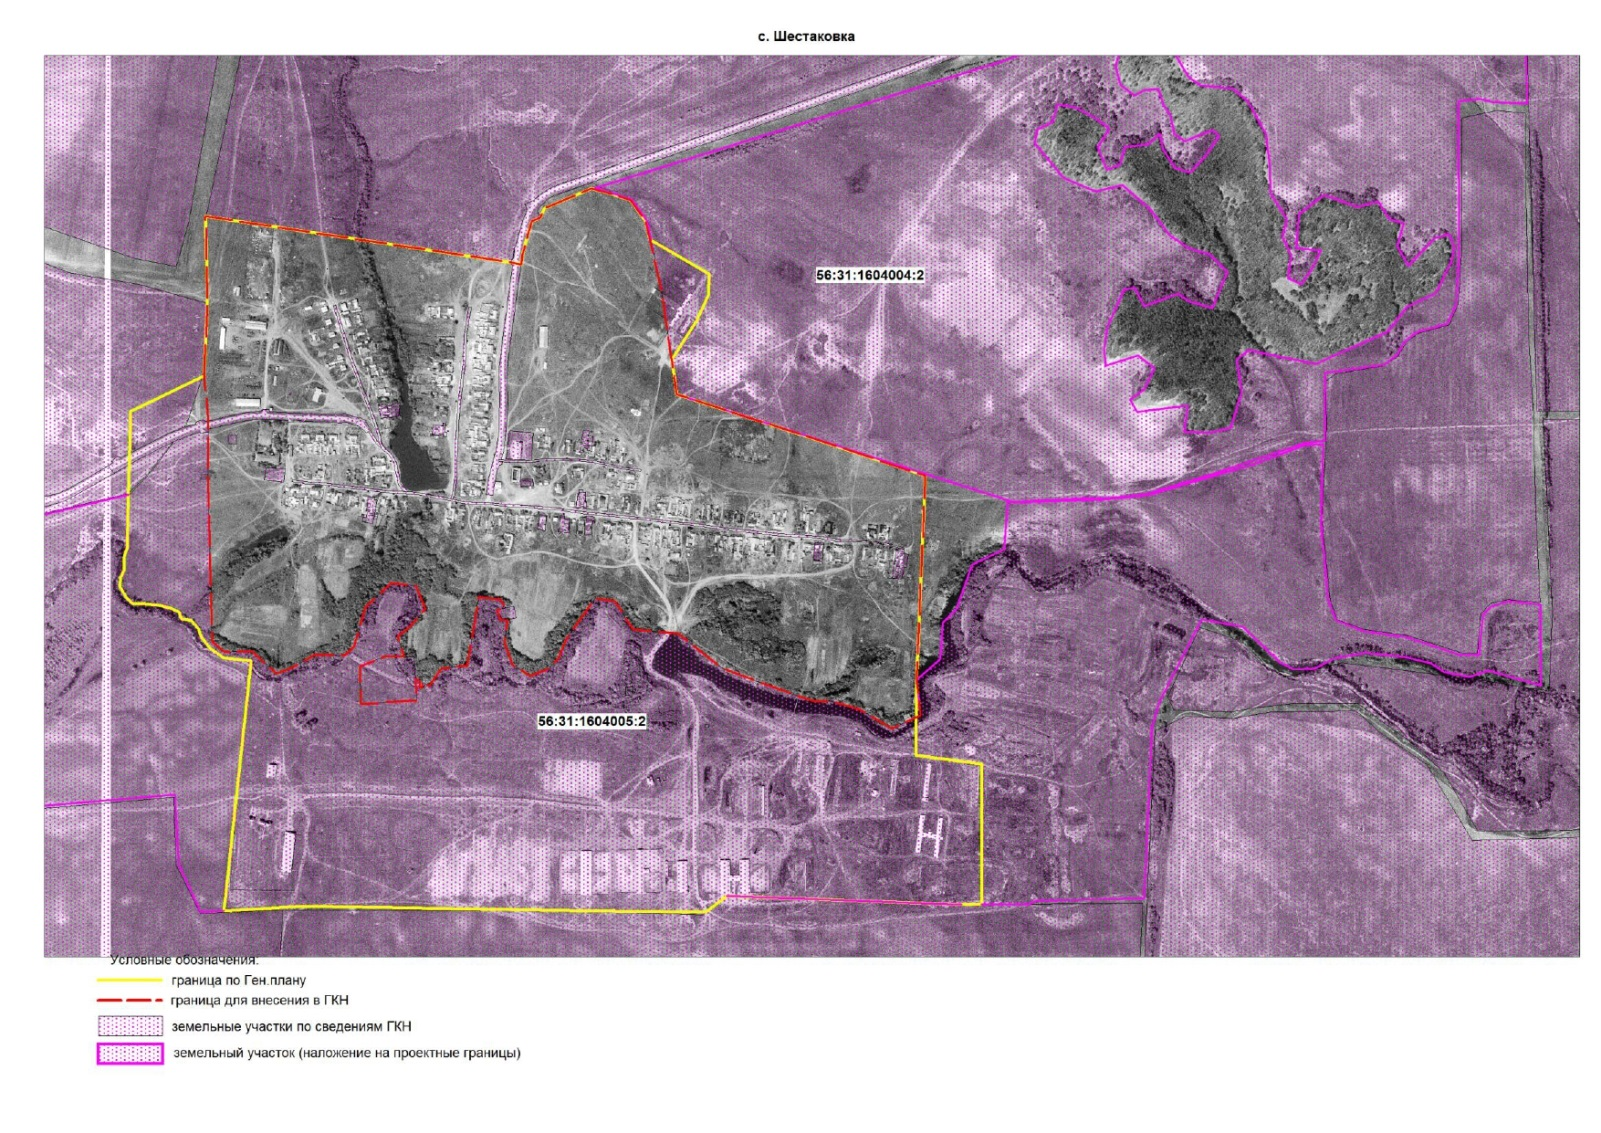 с. Шестаковка
56:31:1604004:2
56:31:1604005:2
Условные обозначения:
граница по Ген.плану
граница для внесения в ГКН
земельные участки по сведениям ГКН
земельный участок (наложение на проектные границы)